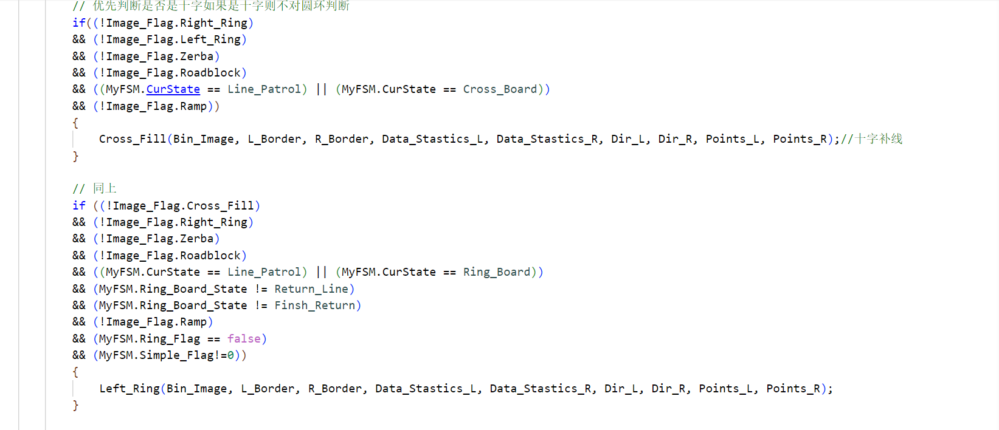 // 优先判断是否是十字如果是十字则不对圆环判断
if((!Image_Flag.Right_Ring)
&& (!Image_Flag.Left_Ring)
&& (!Image_Flag.Zerba)
&& (!Image_Flag.Roadblock)
&& ((MyFSM.CurState == Line_Patrol) || (MyFSM.CurState == Cross_Board))
&& (!Image_Flag.Ramp))
{
    Cross_Fill(Bin_Image, L_Border, R_Border, Data_Stastics_L, Data_Stastics_R, Dir_L, Dir_R, Points_L, Points_R);//十字补线
}
// 同上
if ((!Image_Flag.Cross_Fill)
&& (!Image_Flag.Right_Ring)
&& (!Image_Flag.Zerba)
&& (!Image_Flag.Roadblock)
&& ((MyFSM.CurState == Line_Patrol) || (MyFSM.CurState == Ring_Board))
&& (MyFSM.Ring_Board_State != Return_Line)
&& (MyFSM.Ring_Board_State != Finsh_Return)
&& (!Image_Flag.Ramp)
&& (MyFSM.Ring_Flag == false)
&& (MyFSM.Simple_Flag!=0))
{
    Left_Ring(Bin_Image, L_Border, R_Border, Data_Stastics_L, Data_Stastics_R, Dir_L, Dir_R, Points_L, Points_R);
}